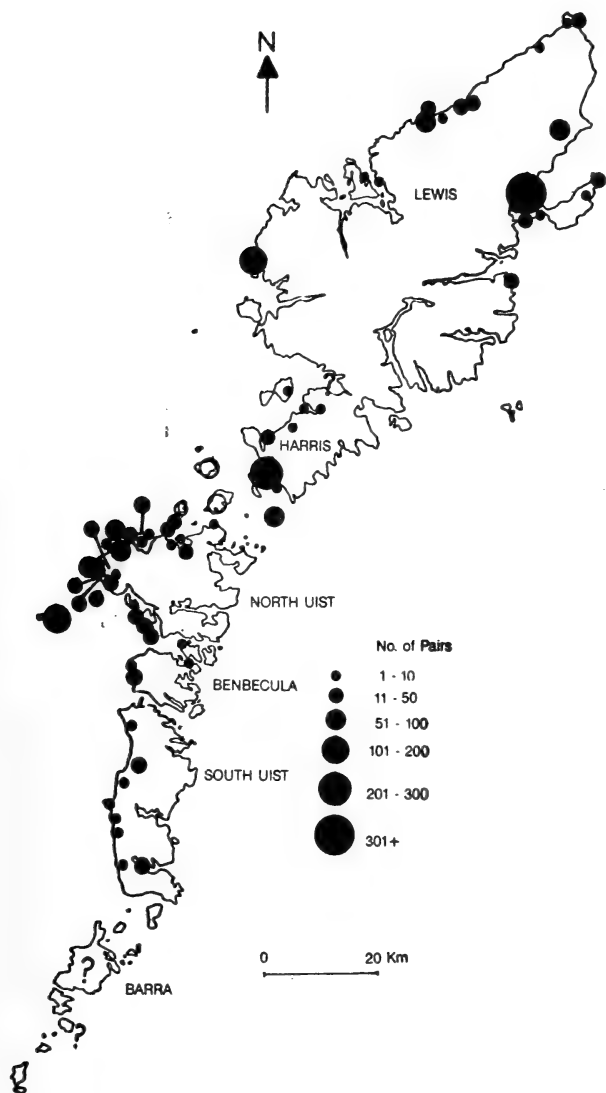 N
LEWIS
HARRIS
NORTH UIST
No. of Pairs
1 - 10
BENBECULA
11 - 50
51 - 100
101 - 200
SOUTH UIST
201 - 300
301+
?
0 20 Km
BARRA
?